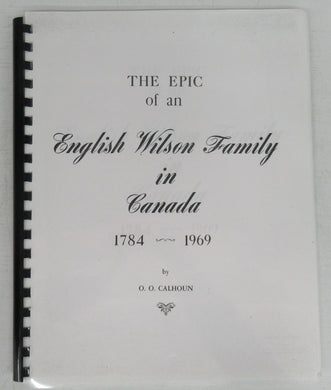 THE EPIC
of an
English Wilson Family
in
Canada
1784 ~ 1969
by
O. O. CALHOUN